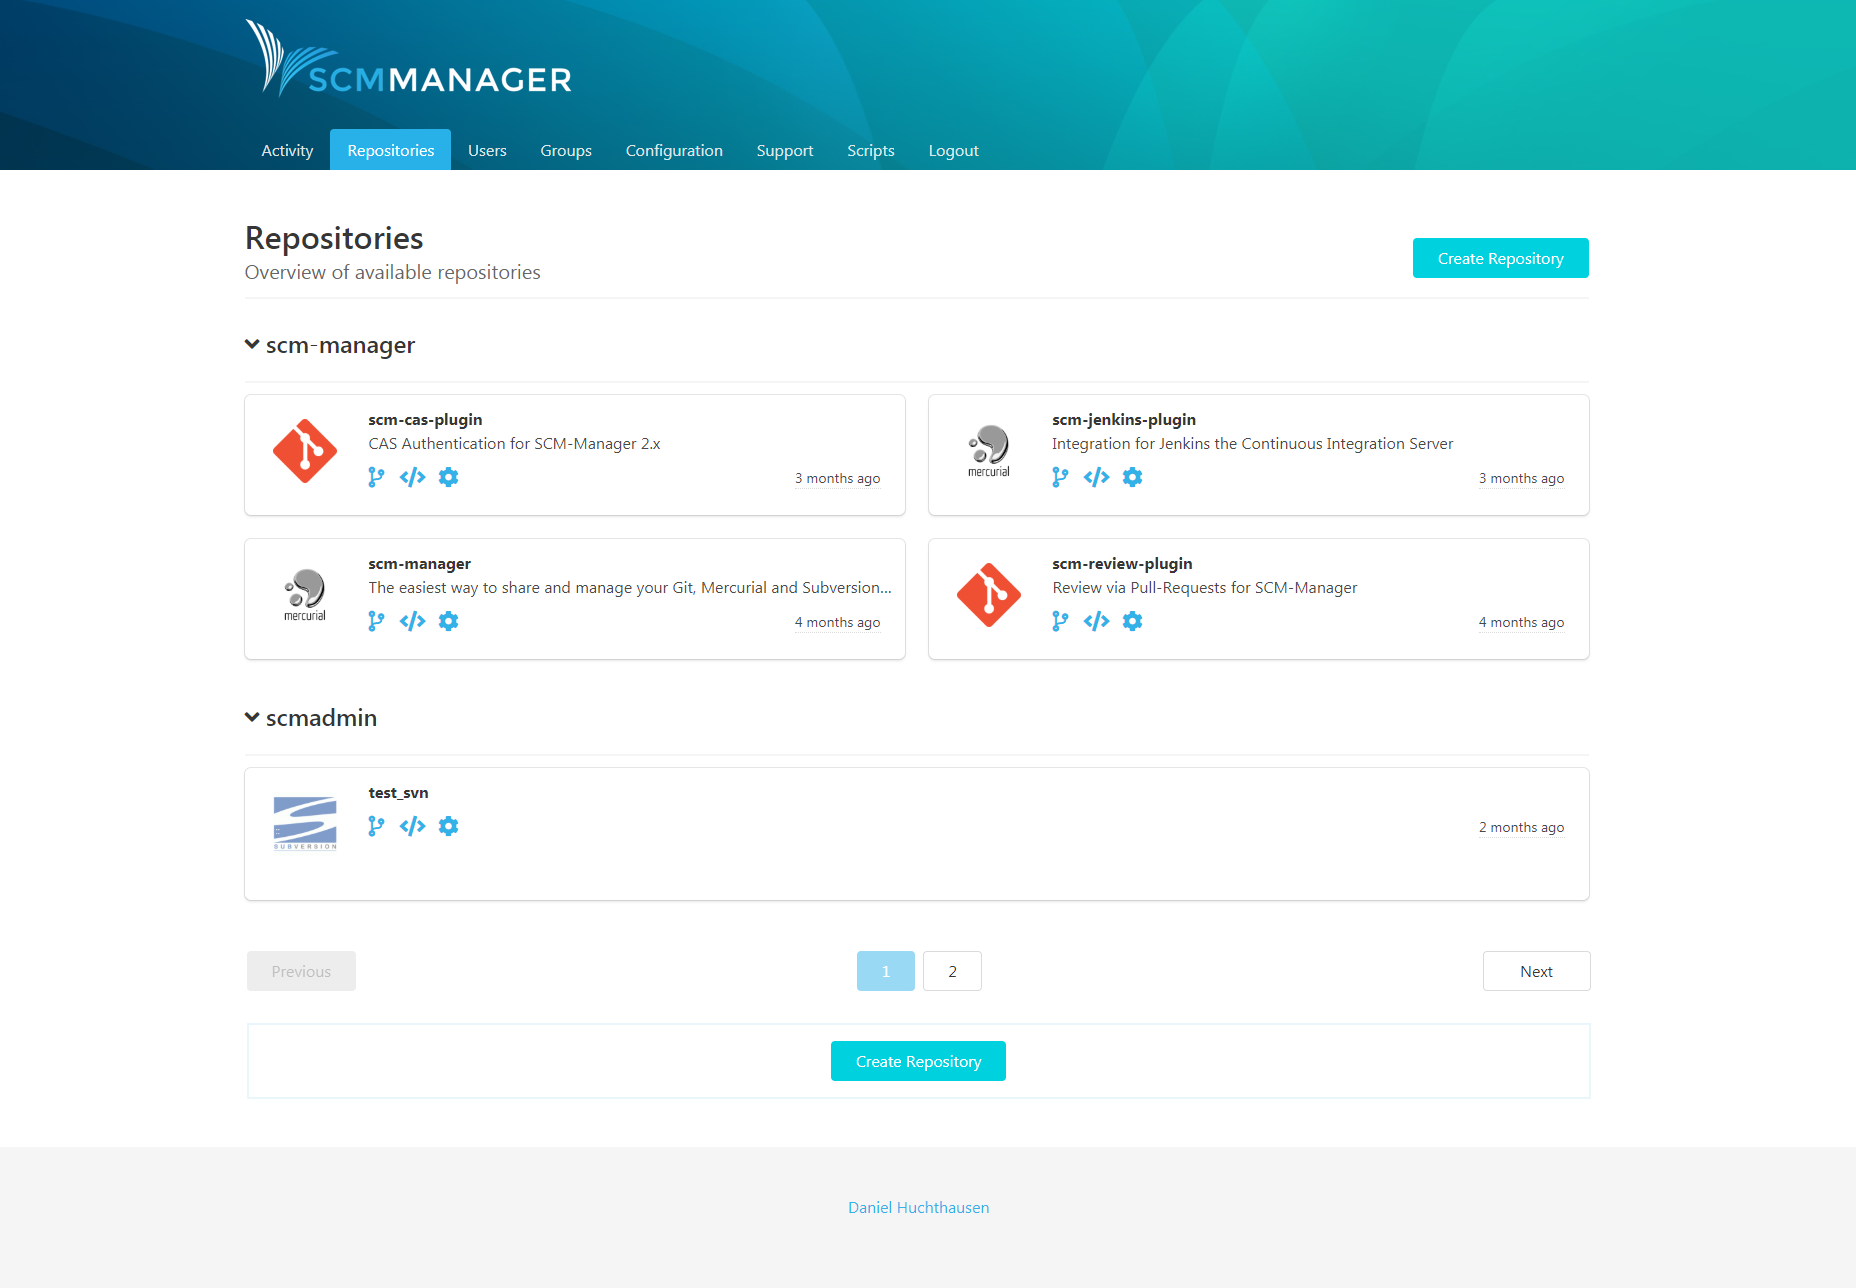 SCMMANAGER
Activity Repositories Users Groups Configuration Support Scripts Logout
Repositories
Overview of available repositories
Create Repository
scm-manager
scm-cas-plugin
CAS Authentication for SCM-Manager 2.x
3 months ago
mercurial
scm-jenkins-plugin
Integration for Jenkins the Continuous Integration Server
3 months ago
mercurial
scm-manager
The easiest way to share and manage your Git, Mercurial and Subversion...
4 months ago
scm-review-plugin
Review via Pull-Requests for SCM-Manager
4 months ago
scmadmin
SUBVERSION
test_svn
2 months ago
Previous 1 2 Next
Create Repository
Daniel Huchthausen